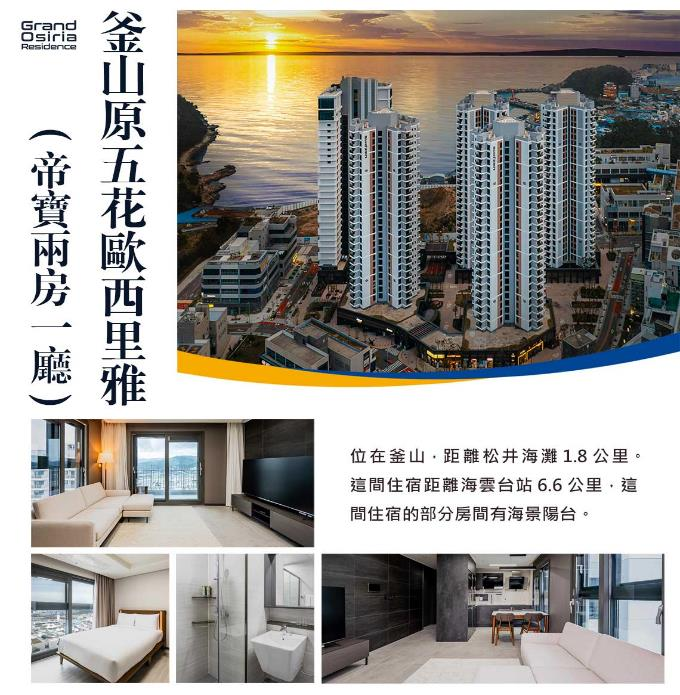 Grand
Osiria
Residence
釜山原五花歐西里雅
(帝寶兩房一廳)
位在釜山，距離松井海灘 1.8 公里。
這間住宿距離海雲台站 6.6 公里，這
間住宿的部分房間有海景陽台。